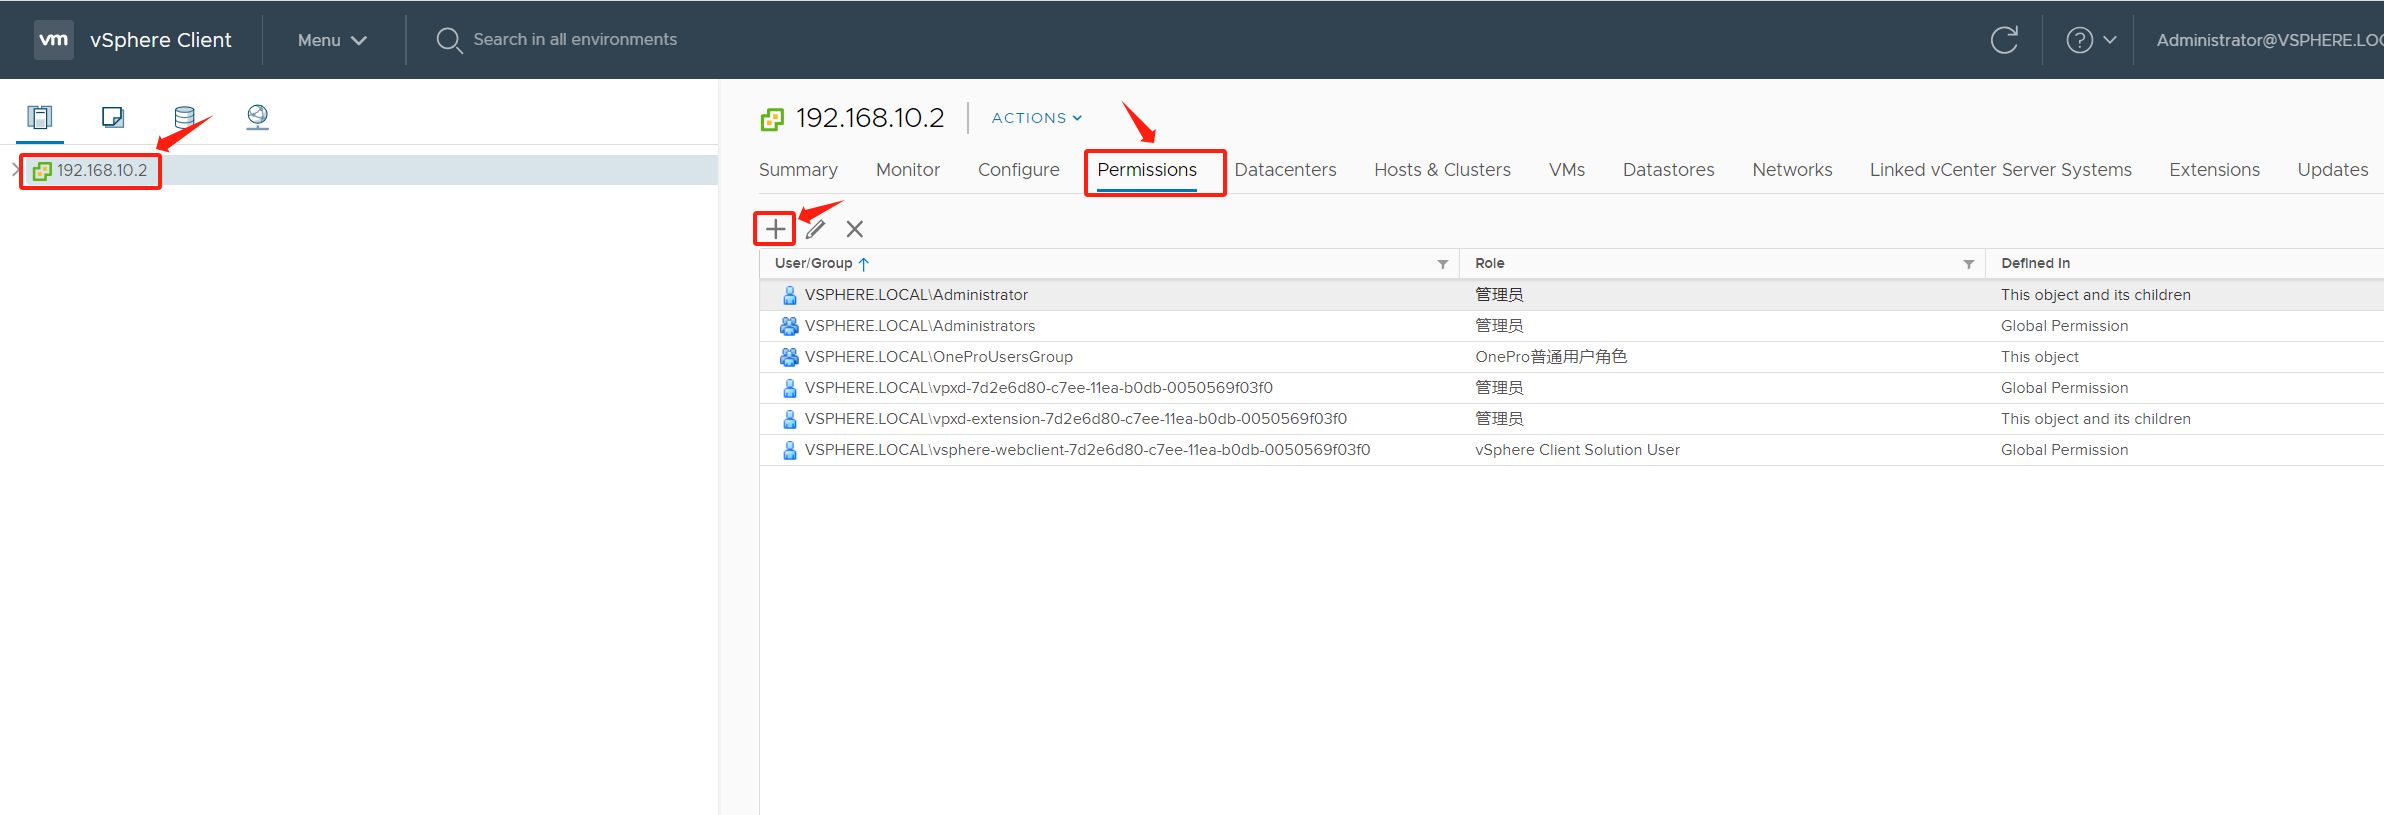 vm vSphere Client Menu Search in all environments Administrator@VSPHERE.LOC
192.168.10.2
192.168.10.2 ACTIONS
Summary Monitor Configure Permissions Datacenters Hosts & Clusters VMs Datastores Networks Linked vCenter Server Systems Extensions Updates
User/Group Role Defined In
VSPHERE.LOCAL\Administrator 管理员 This object and its children
VSPHERE.LOCAL\Administrators 管理员 Global Permission
VSPHERE.LOCAL\OneProUsersGroup OnePro普通用户角色 This object
VSPHERE.LOCAL\vpxd-7d2e6d80-c7ee-11ea-b0db-0050569f03f0 管理员 Global Permission
VSPHERE.LOCAL\vpxd-extension-7d2e6d80-c7ee-11ea-b0db-0050569f03f0 管理员 This object and its children
VSPHERE.LOCAL\vsphere-webclient-7d2e6d80-c7ee-11ea-b0db-0050569f03f0 vSphere Client Solution User Global Permission